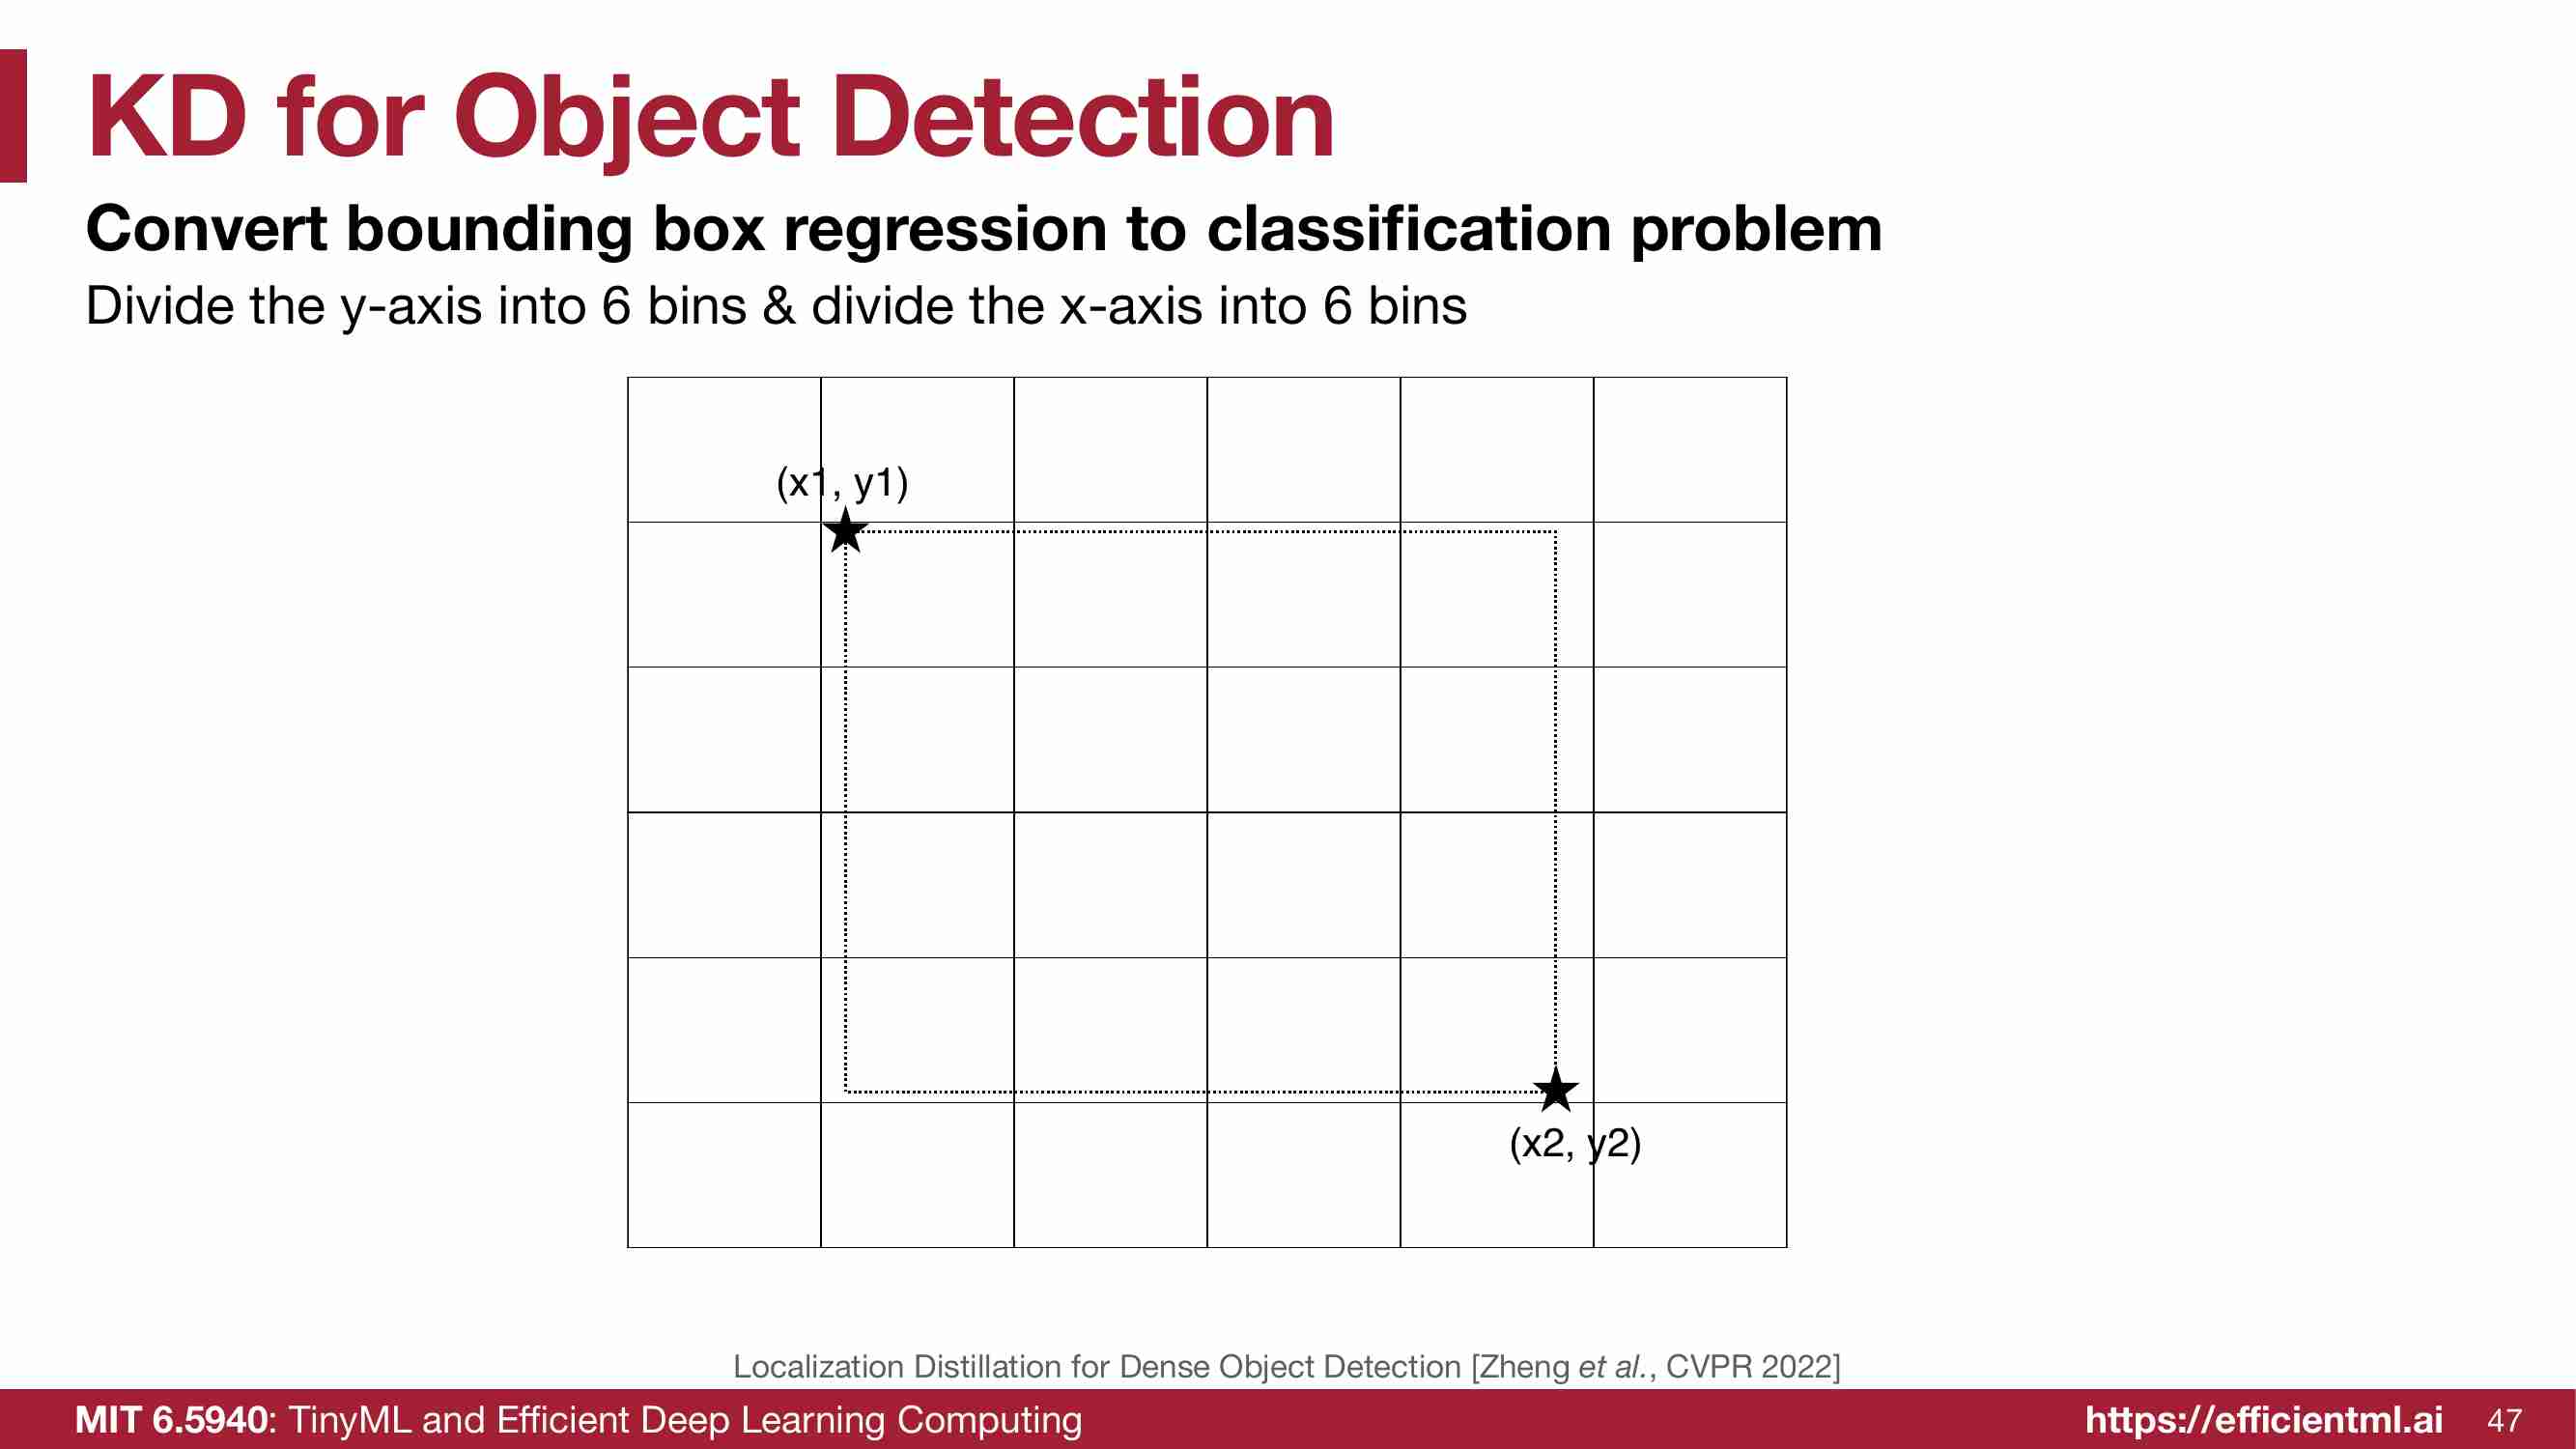 KD for Object Detection
Convert bounding box regression to classification problem
Divide the y-axis into 6 bins & divide the x-axis into 6 bins
(x1, y1)
(x2, y2)
Localization Distillation for Dense Object Detection [Zheng et al., CVPR 2022]
MIT 6.5940: TinyML and Efficient Deep Learning Computing
https://efficientml.ai 47